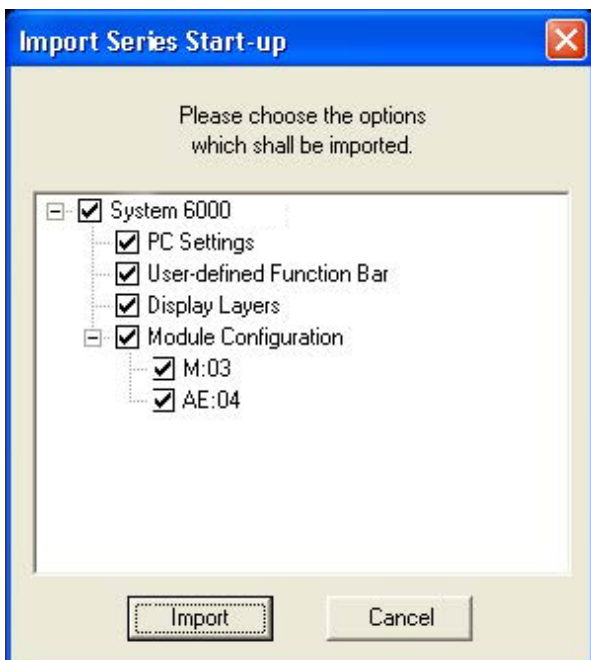 Import Series Start-up
Please choose the options
which shall be imported.
System 6000
PC Settings
User-defined Function Bar
Display Layers
Module Configuration
M:03
AE:04
Import
Cancel